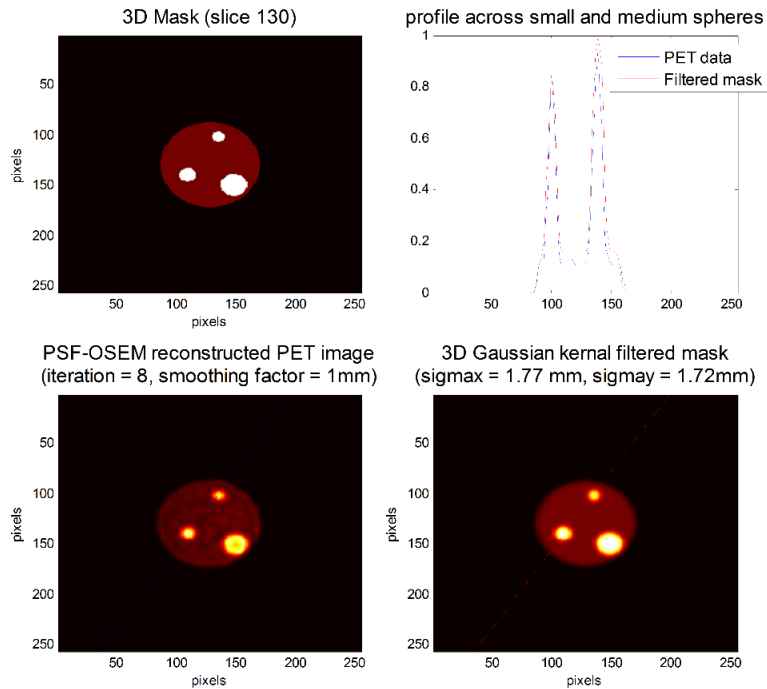 3D Mask (slice 130)
50
100
150
200
250
pixels
50 100 150 200 250
pixels
profile across small and medium spheres
1
0.8
0.6
0.4
0.2
0
PET data
Filtered mask
50 100 150 200 250
PSF-OSEM reconstructed PET image
(iteration = 8, smoothing factor = 1mm)
50
100
150
200
250
pixels
50 100 150 200 250
pixels
3D Gaussian kernal filtered mask
(sigmax = 1.77 mm, sigmay = 1.72mm)
50
100
150
200
250
pixels
50 100 150 200 250
pixels